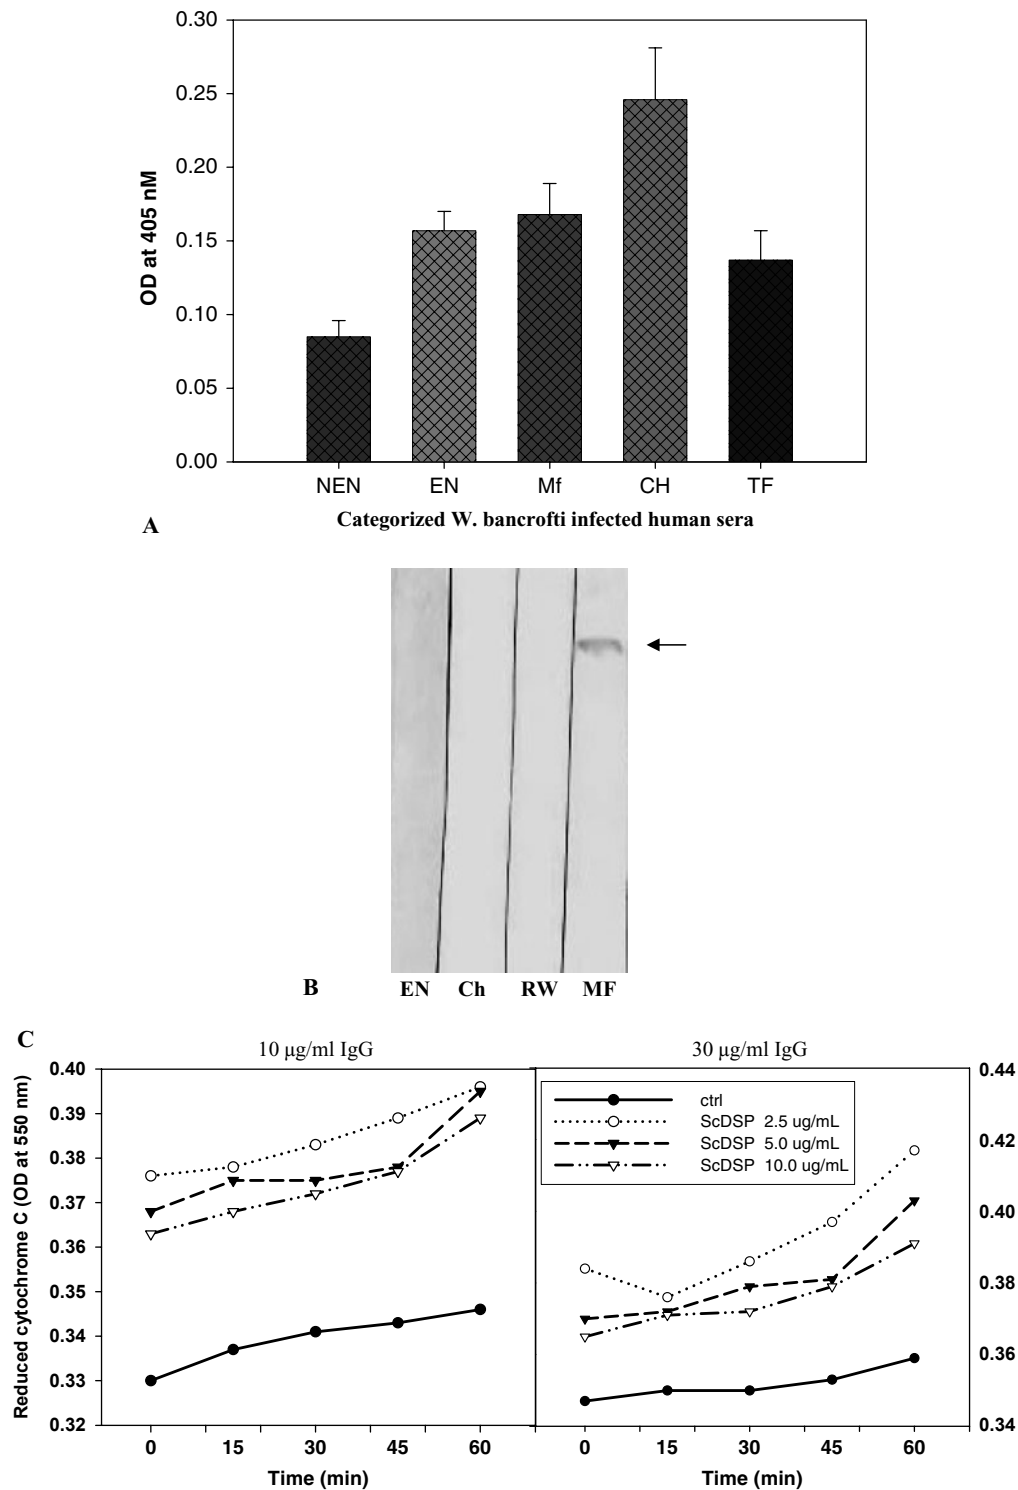 0.30
0.25
0.20
0.15
0.10
0.05
0.00
OD at 405 nM
NEN EN Mf CH TF
Categorized W. bancrofti infected human sera
A
B
EN Ch RW MF
C
10 μg/ml IgG
30 μg/ml IgG
0.40
0.39
0.38
0.37
0.36
0.35
0.34
0.33
0.32
Reduced cytochrome C (OD at 550 nm)
0 15 30 45 60
Time (min)
ctrl
ScDSP 2.5 ug/mL
ScDSP 5.0 ug/mL
ScDSP 10.0 ug/mL
0.44
0.42
0.40
0.38
0.36
0.34
0 15 30 45 60
Time (min)